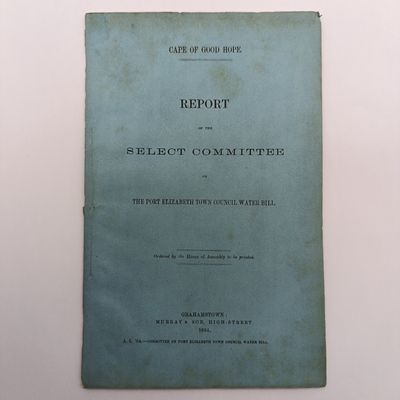 CAPE OF GOOD HOPE.
REPORT
OF THE
SELECT COMMITTEE
ON
THE PORT ELIZABETH TOWN COUNCIL WATER BILL.
Ordered by the House of Assembly to be printed.
GRAHAMSTOWN:
MURRAY & SON, HIGH-STREET.
1864.
COMMITTEE ON PORT ELIZABETH TOWN COUNCIL WATER BILL.